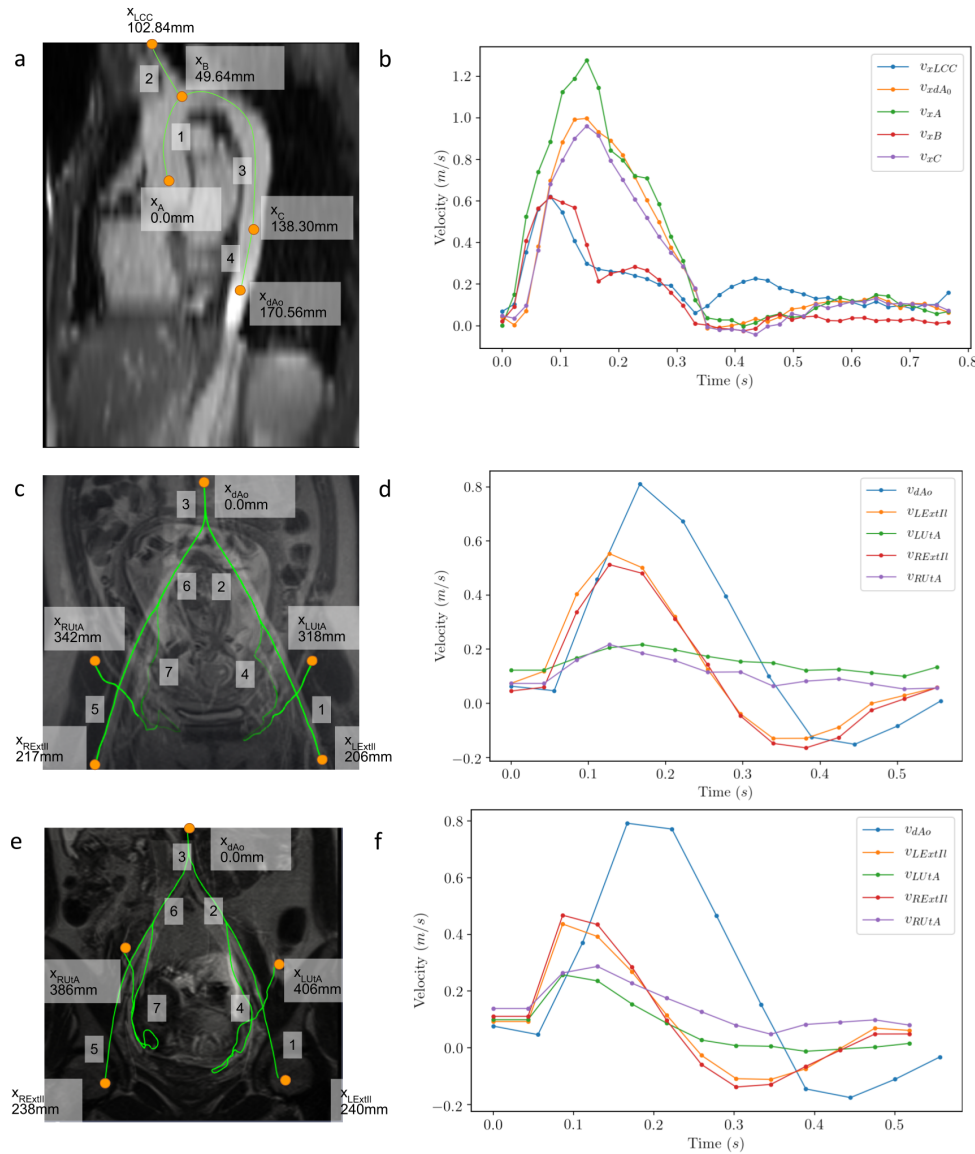 x_LCC
102.84mm
a
2
x_B
49.64mm
1
3
x_A
0.0mm
x_C
138.30mm
4
x_dAo
170.56mm
b
v_xLCC
v_xdA_0
v_xA
v_xB
v_xC
Velocity (m/s)
1.2
1.0
0.8
0.6
0.4
0.2
0.0
0.0 0.1 0.2 0.3 0.4 0.5 0.6 0.7 0.8
Time (s)
c
x_dAo
0.0mm
3
6
2
x_RUtA
342mm
x_LUtA
318mm
7
4
5
1
x_RExtIl
217mm
x_LExtIl
206mm
d
v_dAo
v_LExtIl
v_LUtA
v_RExtIl
v_RUtA
Velocity (m/s)
0.8
0.6
0.4
0.2
0.0
−0.2
0.0 0.1 0.2 0.3 0.4 0.5
Time (s)
e
x_dAo
0.0mm
3
6
2
x_RUtA
386mm
x_LUtA
406mm
7
4
5
1
x_RExtIl
238mm
x_LExtIl
240mm
f
v_dAo
v_LExtIl
v_LUtA
v_RExtIl
v_RUtA
Velocity (m/s)
0.8
0.6
0.4
0.2
0.0
−0.2
0.0 0.1 0.2 0.3 0.4 0.5
Time (s)